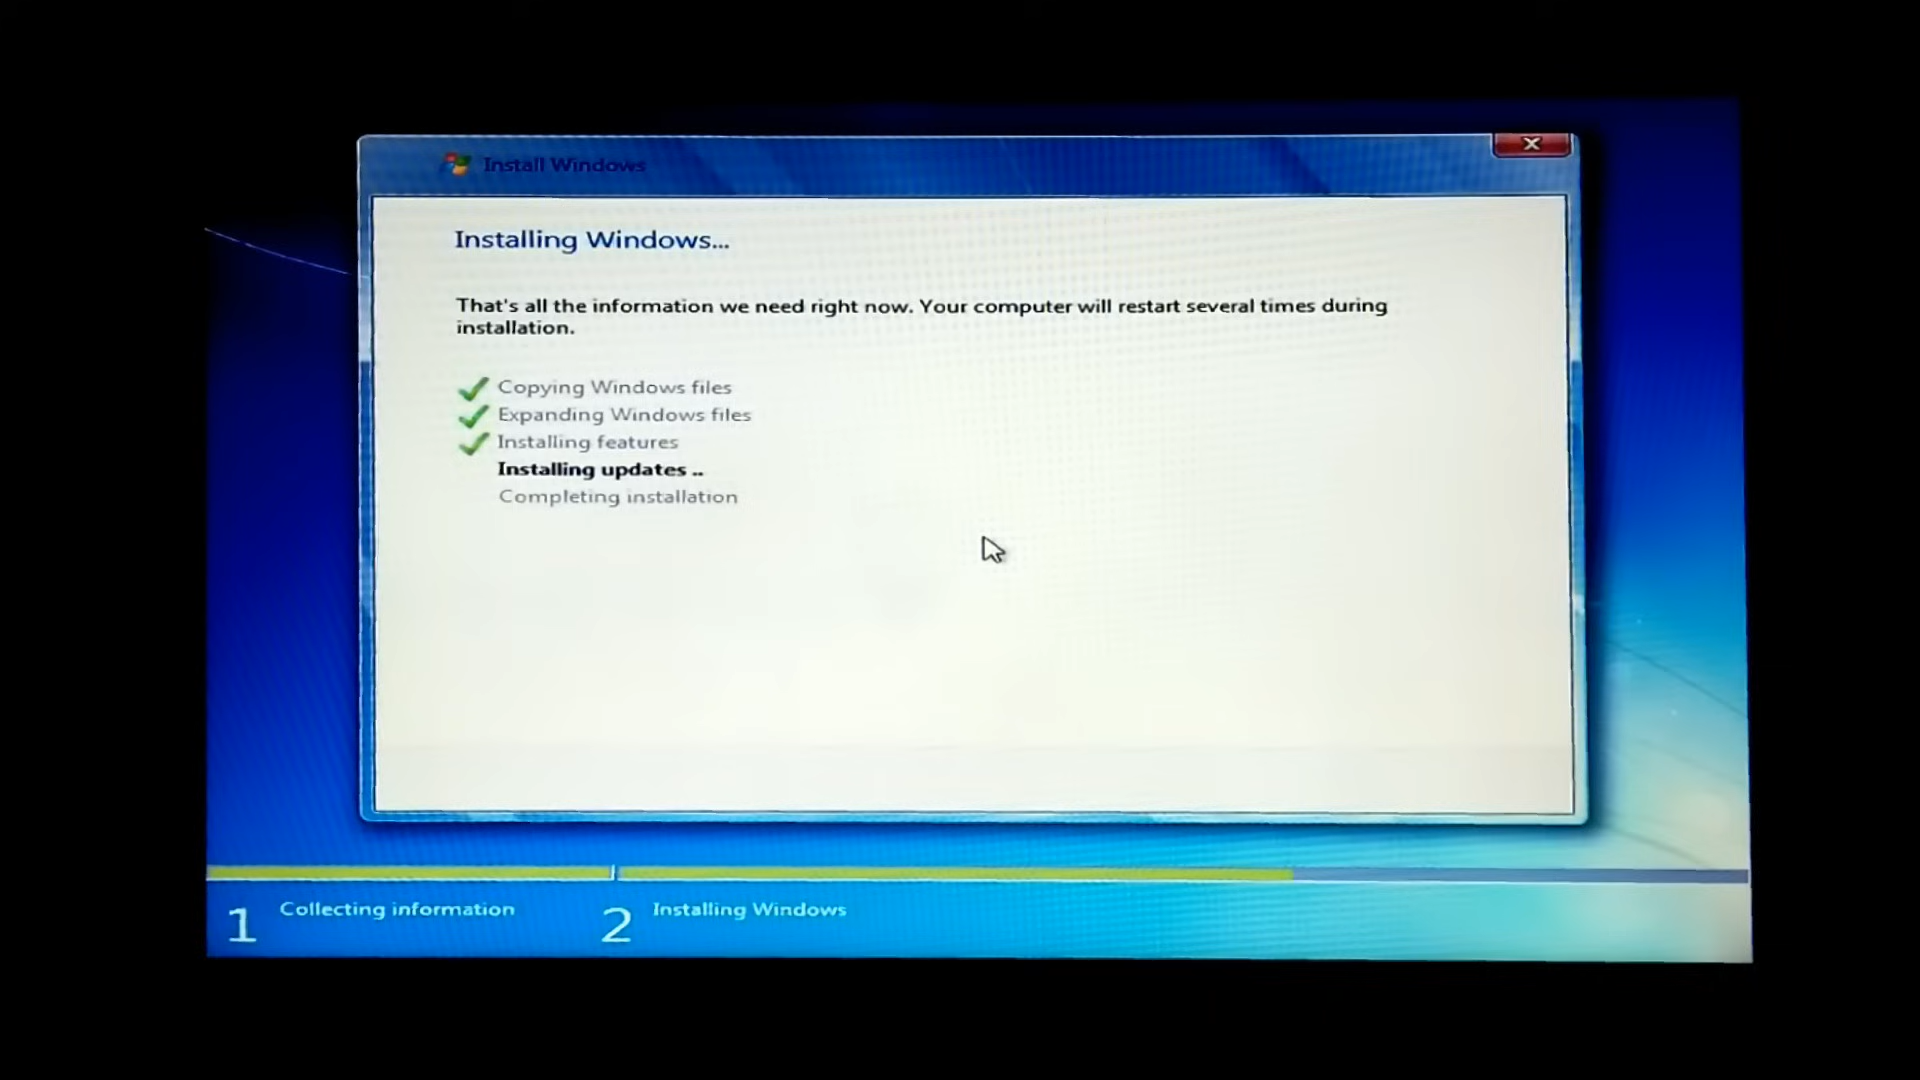 Install Windows
Installing Windows...
That's all the information we need right now. Your computer will restart several times during
installation.
Copying Windows files
Expanding Windows files
Installing features
Installing updates ..
Completing installation
1 Collecting information
2 Installing Windows